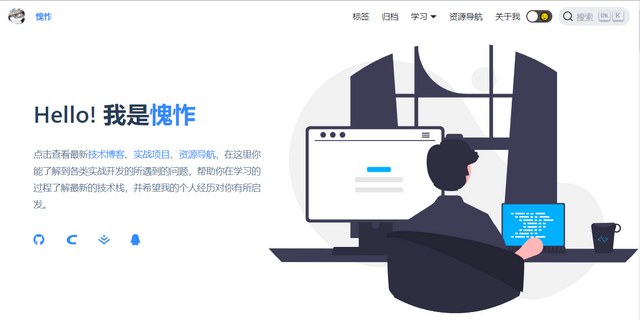 愧怍
标签 归档 学习 资源导航 关于我 搜索 Ctrl K
Hello! 我是愧怍
点击查看最新技术博客、实战项目、资源导航，在这里你
能了解到各类实战开发的所遇到的问题，帮助你在学习的
过程了解最新的技术栈，并希望我的个人经历对你有所启
发。